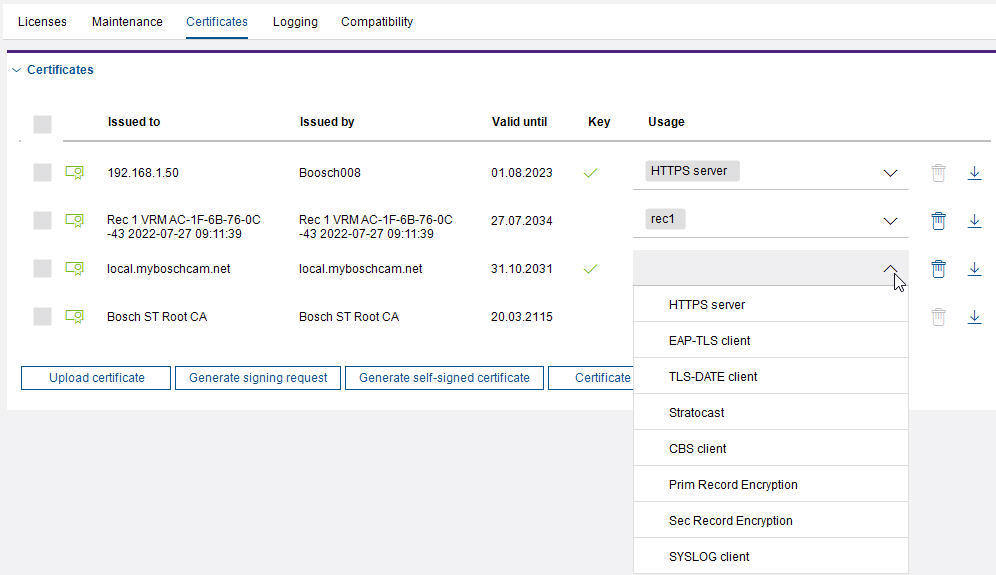 Licenses Maintenance Certificates Logging Compatibility
Certificates
Issued to Issued by Valid until Key Usage
192.168.1.50 Boosch008 01.08.2023 HTTPS server
Rec 1 VRM AC-1F-6B-76-0C Rec 1 VRM AC-1F-6B-76-0C 27.07.2034 rec1
-43 2022-07-27 09:11:39 -43 2022-07-27 09:11:39
local.myboschcam.net local.myboschcam.net 31.10.2031
HTTPS server
Bosch ST Root CA Bosch ST Root CA 20.03.2115
EAP-TLS client
Upload certificate Generate signing request Generate self-signed certificate Certificate
TLS-DATE client
Stratocast
CBS client
Prim Record Encryption
Sec Record Encryption
SYSLOG client